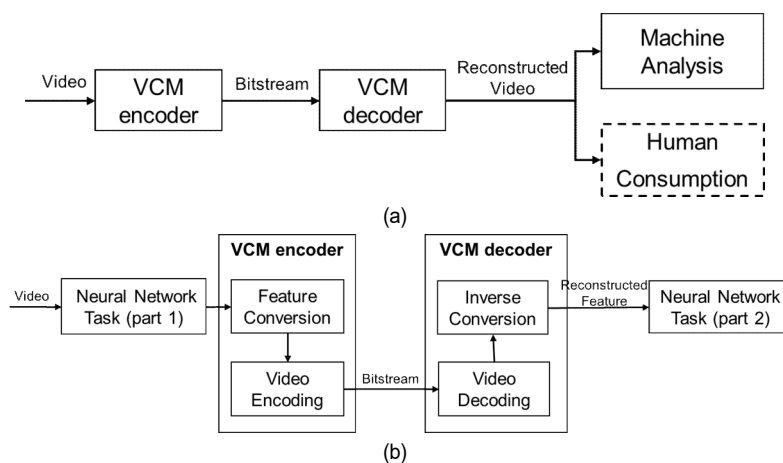 Video
VCM
encoder
Bitstream
VCM
decoder
Reconstructed
Video
Machine
Analysis
Human
Consumption
(a)
VCM encoder
VCM decoder
Video
Neural Network
Task (part 1)
Feature
Conversion
Video
Encoding
Bitstream
Inverse
Conversion
Video
Decoding
Reconstructed
Feature
Neural Network
Task (part 2)
(b)